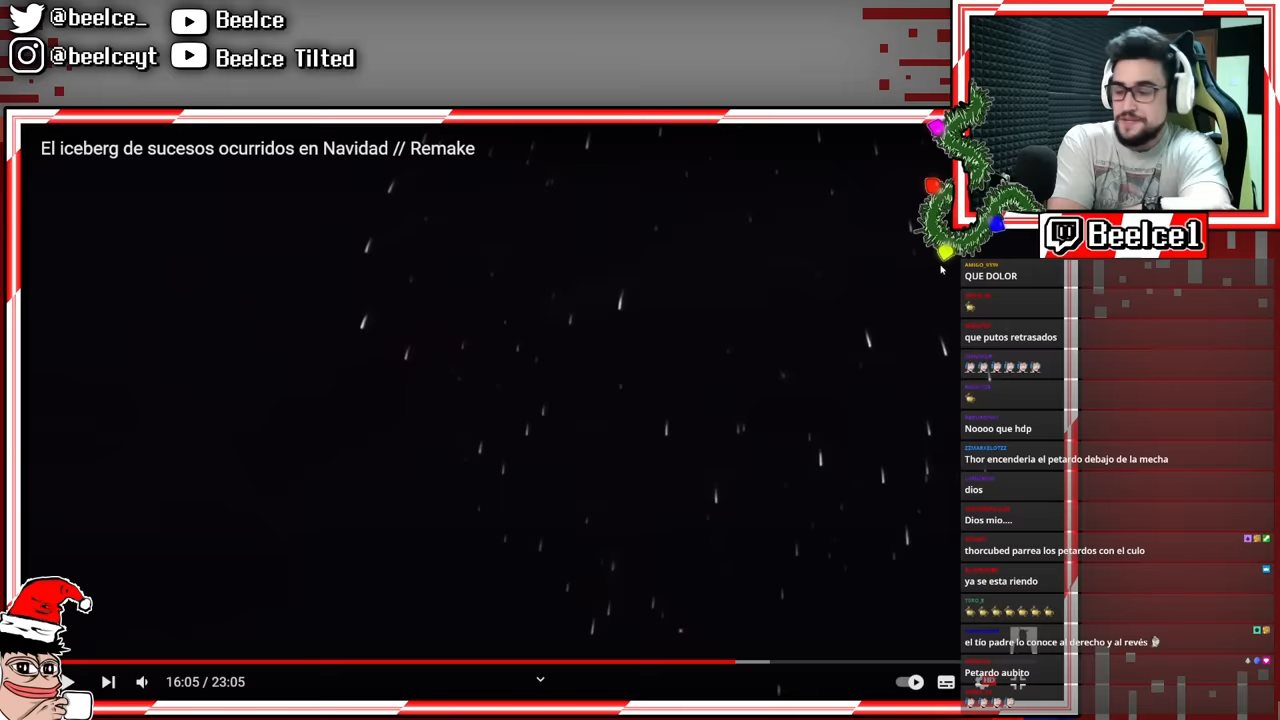 @beelce_
Beelce
@beelceyt
Beelce Tilted
El iceberg de sucesos ocurridos en Navidad // Remake
Beelce1
QUE DOLOR
que putos retrasados
Noooo que hdp
Thor encenderia el petardo debajo de la mecha
dios
Dios mio....
thorcubed parrea los petardos con el culo
ya se esta riendo
el tío padre lo conoce al derecho y al revés
Petardo aubito
16:05 / 23:05
HD